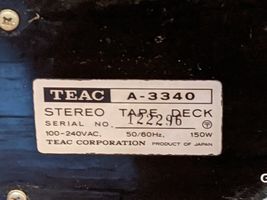 TEAC A-3340
STEREO TAPE DECK
SERIAL NO. 122296
100-240VAC, 50/60Hz, 150W
TEAC CORPORATION PRODUCT OF JAPAN